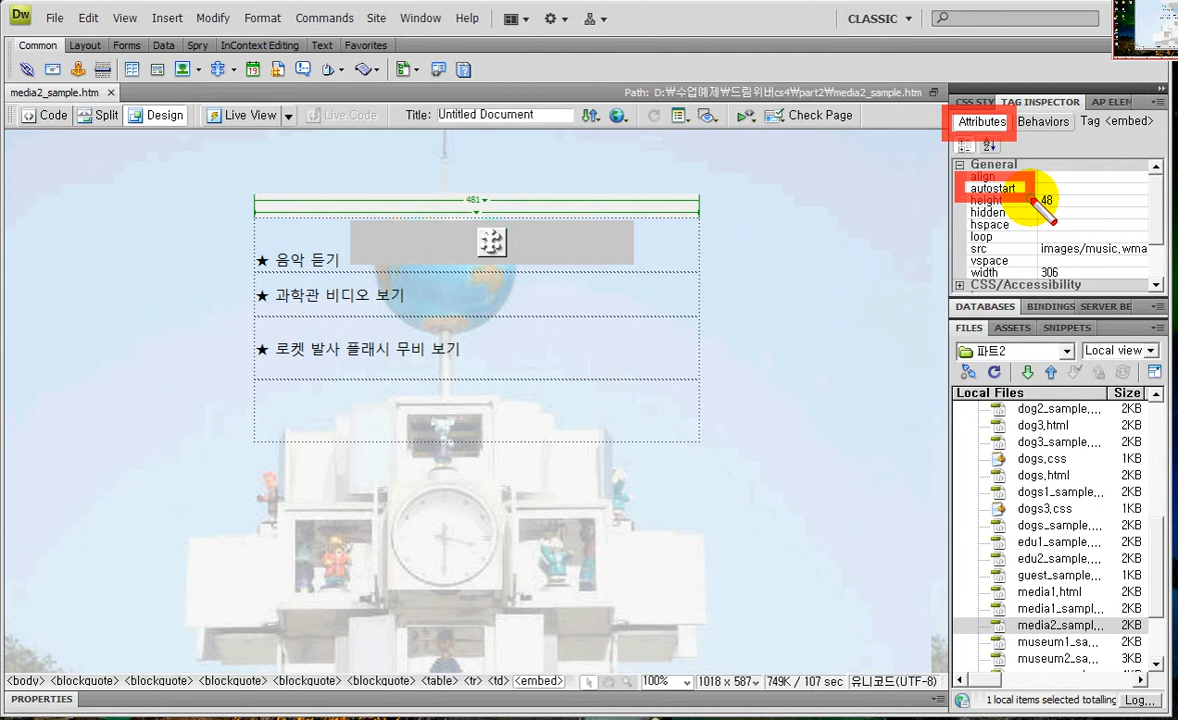 Dw File Edit View Insert Modify Format Commands Site Window Help CLASSIC
Common Layout Forms Data Spry InContext Editing Text Favorites
media2_sample.htm Path: D:\수업예제\드림위버cs4\part2\media2_sample.htm
Code Split Design Live View Live Code Title: Untitled Document Check Page
481
★ 음악 듣기
★ 과학관 비디오 보기
★ 로켓 발사 플래시 무비 보기
<body> <blockquote> <blockquote> <blockquote> <blockquote> <blockquote> <table> <tr> <td> <embed> 100% 1018 x 587 749K / 107 sec 유니코드(UTF-8)
PROPERTIES
CSS STY TAG INSPECTOR AP ELEN
Attributes Behaviors Tag <embed>
General
align
autostart
height 48
hidden
hspace
loop
src images/music,wma
vspace
width 306
CSS/Accessibility
DATABASES BINDINGS SERVER BE
FILES ASSETS SNIPPETS
파트2 Local view
Local Files Size
dog2_sample,... 2KB
dog3,html 2KB
dog3_sample,... 2KB
dogs,css 1KB
dogs,html 2KB
dogs1_sample,... 2KB
dogs3,css 2KB
dogs_sample,... 2KB
edu1_sample,... 2KB
edu2_sample,... 2KB
guest_sample,... 1KB
media1,html 2KB
media1_sampl,... 2KB
media2_sampl,... 2KB
museum1_sa,... 2KB
museum2_sa,... 3KB
1 local items selected totalling Log...